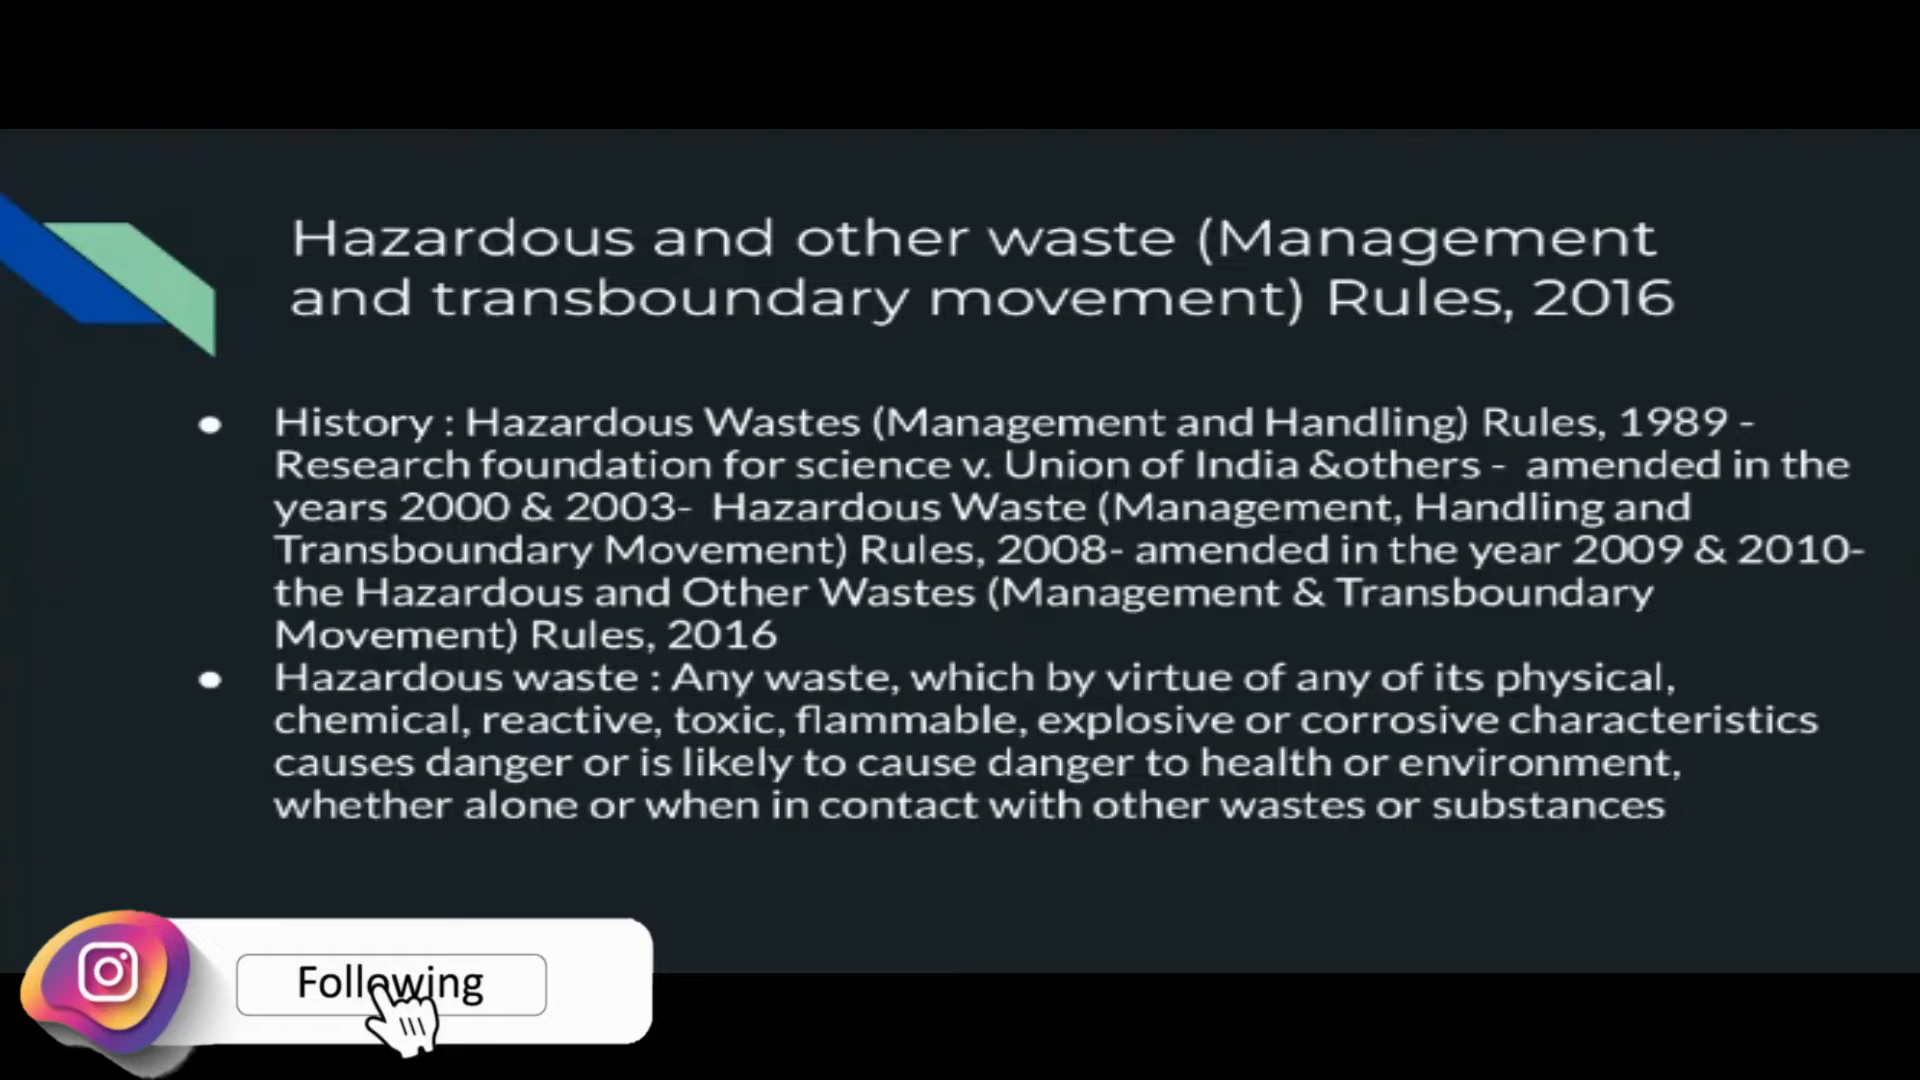 Hazardous and other waste (Management
and transboundary movement) Rules, 2016
● History : Hazardous Wastes (Management and Handling) Rules, 1989 -
Research foundation for science v. Union of India &others - amended in the
years 2000 & 2003- Hazardous Waste (Management, Handling and
Transboundary Movement) Rules, 2008- amended in the year 2009 & 2010-
the Hazardous and Other Wastes (Management & Transboundary
Movement) Rules, 2016
● Hazardous waste : Any waste, which by virtue of any of its physical,
chemical, reactive, toxic, flammable, explosive or corrosive characteristics
causes danger or is likely to cause danger to health or environment,
whether alone or when in contact with other wastes or substances
Following